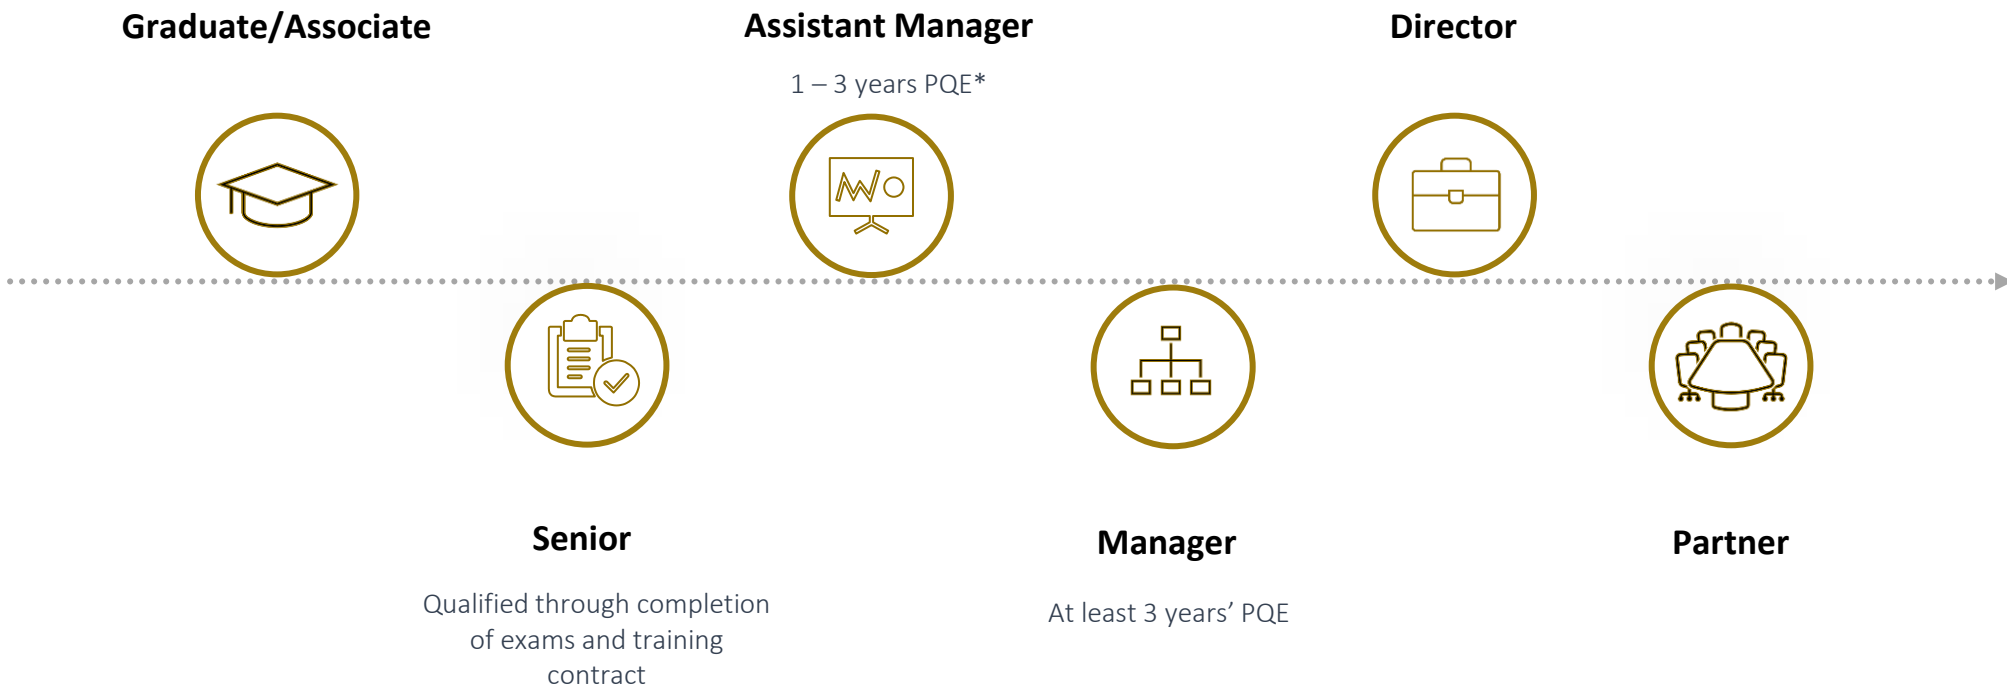 Graduate/Associate
Assistant Manager
1 – 3 years PQE*
Director
Senior
Qualified through completion
of exams and training
contract
Manager
At least 3 years’ PQE
Partner